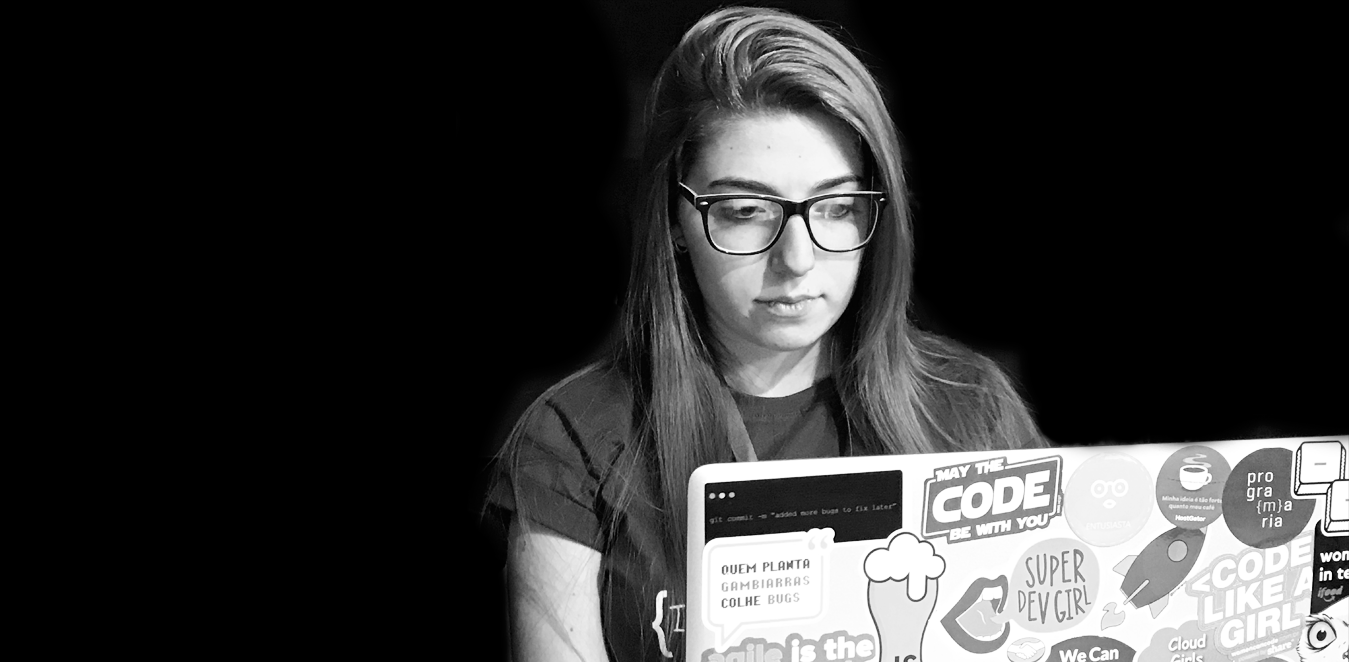 git commit -m "added more bugs to fix later"
MAY THE
CODE
BE WITH YOU
Minha ideia é tão forte
quanto meu café
HostGator
pro
gra
{m}a
ria
QUEM PLANTA
GAMBIARRAS
COLHE BUGS
SUPER
DEV GIRL
<CODE
LIKE A
GIRL
agile is the
JS
We Can
Cloud
Girls
in te
ifood
{